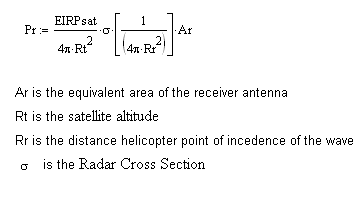 Pr := EIRPsat / (4π·Rt²) · σ · [ 1 / (4π·Rr²) ] · Ar
Ar is the equivalent area of the receiver antenna
Rt is the satellite altitude
Rr is the distance helicopter point of incedence of the wave
σ is the Radar Cross Section